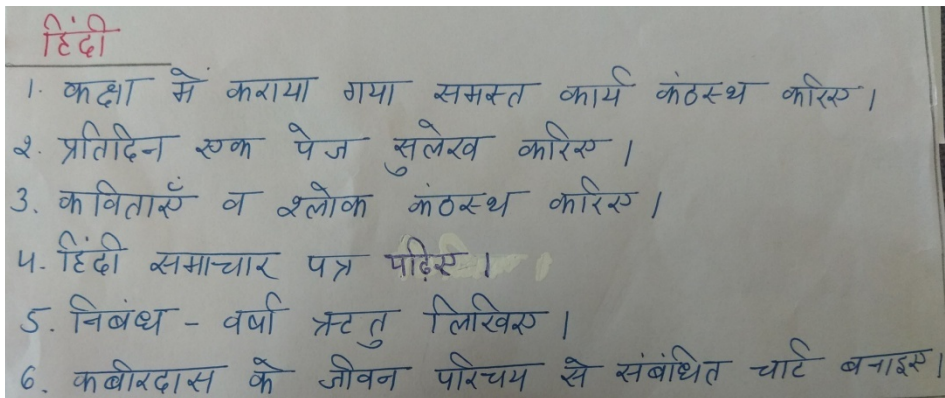 हिंदी
1. कक्षा में कराया गया समस्त कार्य कंठस्थ करिए।
2. प्रतिदिन एक पेज सुलेख करिए।
3. कविताएँ व श्लोक कंठस्थ करिए।
4. हिंदी समाचार पत्र पढ़िए।
5. निबंध - वर्षा ऋतु लिखिए।
6. कबीरदास के जीवन परिचय से संबंधित चार्ट बनाइए।